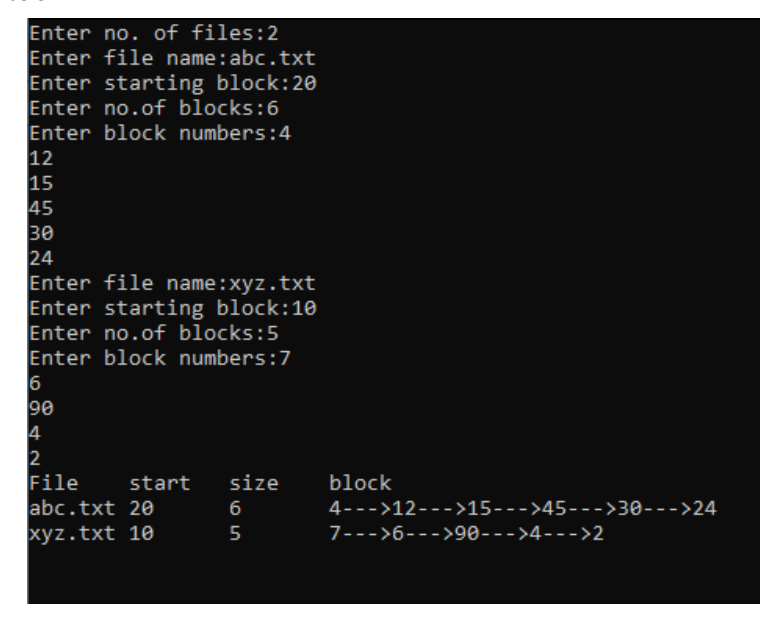 Enter no. of files:2
Enter file name:abc.txt
Enter starting block:20
Enter no.of blocks:6
Enter block numbers:4
12
15
45
30
24
Enter file name:xyz.txt
Enter starting block:10
Enter no.of blocks:5
Enter block numbers:7
6
90
4
2
File start size block
abc.txt 20 6 4--->12--->15--->45--->30--->24
xyz.txt 10 5 7--->6--->90--->4--->2